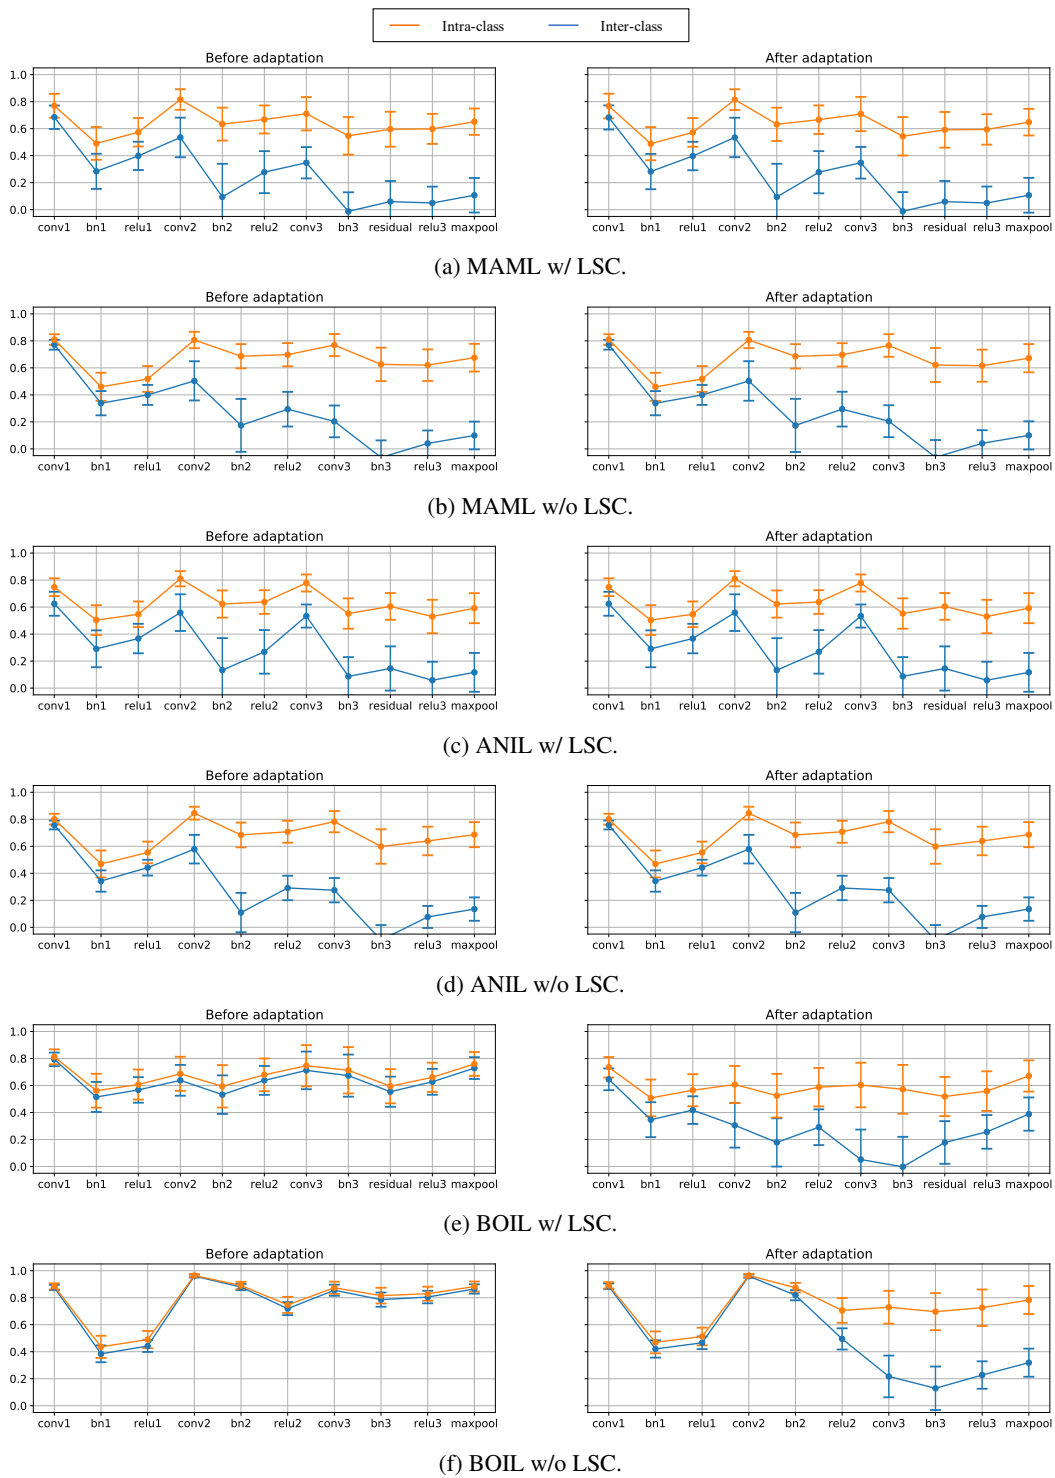 Intra-class Inter-class
Before adaptation After adaptation
1.0
0.8
0.6
0.4
0.2
0.0
conv1 bn1 relu1 conv2 bn2 relu2 conv3 bn3 residual relu3 maxpool conv1 bn1 relu1 conv2 bn2 relu2 conv3 bn3 residual relu3 maxpool
(a) MAML w/ LSC.
Before adaptation After adaptation
1.0
0.8
0.6
0.4
0.2
0.0
conv1 bn1 relu1 conv2 bn2 relu2 conv3 bn3 relu3 maxpool conv1 bn1 relu1 conv2 bn2 relu2 conv3 bn3 relu3 maxpool
(b) MAML w/o LSC.
Before adaptation After adaptation
1.0
0.8
0.6
0.4
0.2
0.0
conv1 bn1 relu1 conv2 bn2 relu2 conv3 bn3 residual relu3 maxpool conv1 bn1 relu1 conv2 bn2 relu2 conv3 bn3 residual relu3 maxpool
(c) ANIL w/ LSC.
Before adaptation After adaptation
1.0
0.8
0.6
0.4
0.2
0.0
conv1 bn1 relu1 conv2 bn2 relu2 conv3 bn3 relu3 maxpool conv1 bn1 relu1 conv2 bn2 relu2 conv3 bn3 relu3 maxpool
(d) ANIL w/o LSC.
Before adaptation After adaptation
1.0
0.8
0.6
0.4
0.2
0.0
conv1 bn1 relu1 conv2 bn2 relu2 conv3 bn3 residual relu3 maxpool conv1 bn1 relu1 conv2 bn2 relu2 conv3 bn3 residual relu3 maxpool
(e) BOIL w/ LSC.
Before adaptation After adaptation
1.0
0.8
0.6
0.4
0.2
0.0
conv1 bn1 relu1 conv2 bn2 relu2 conv3 bn3 relu3 maxpool conv1 bn1 relu1 conv2 bn2 relu2 conv3 bn3 relu3 maxpool
(f) BOIL w/o LSC.